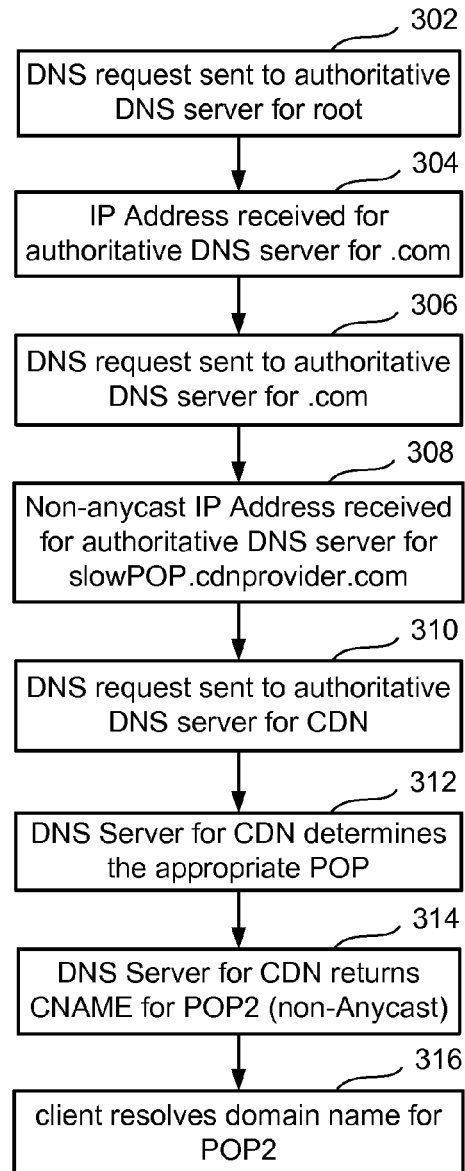 302
DNS request sent to authoritative
DNS server for root
304
IP Address received for
authoritative DNS server for .com
306
DNS request sent to authoritative
DNS server for .com
308
Non-anycast IP Address received
for authoritative DNS server for
slowPOP.cdnprovider.com
310
DNS request sent to authoritative
DNS server for CDN
312
DNS Server for CDN determines
the appropriate POP
314
DNS Server for CDN returns
CNAME for POP2 (non-Anycast)
316
client resolves domain name for
POP2